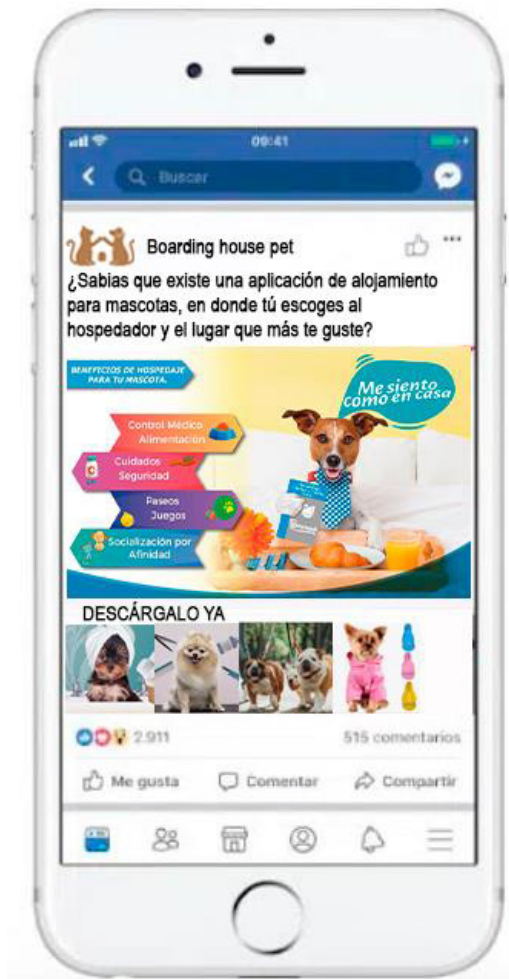 09:41
Buscar
Boarding house pet
¿Sabias que existe una aplicación de alojamiento
para mascotas, en donde tú escoges al
hospedador y el lugar que más te guste?
BENEFICIOS DE HOSPEDAJE
PARA TU MASCOTA.
Me siento
como en casa
Control Médico
Alimentación
Cuidados
Seguridad
Paseos
Juegos
Socialización por
Afinidad
DESCÁRGALO YA
2.911
515 comentarios
Me gusta
Comentar
Compartir